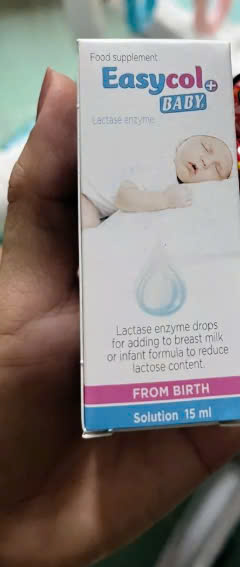 Food supplement
Easycol+
BABY
Lactase enzyme
Lactase enzyme drops
for adding to breast milk
or infant formula to reduce
lactose content.
FROM BIRTH
Solution 15 ml